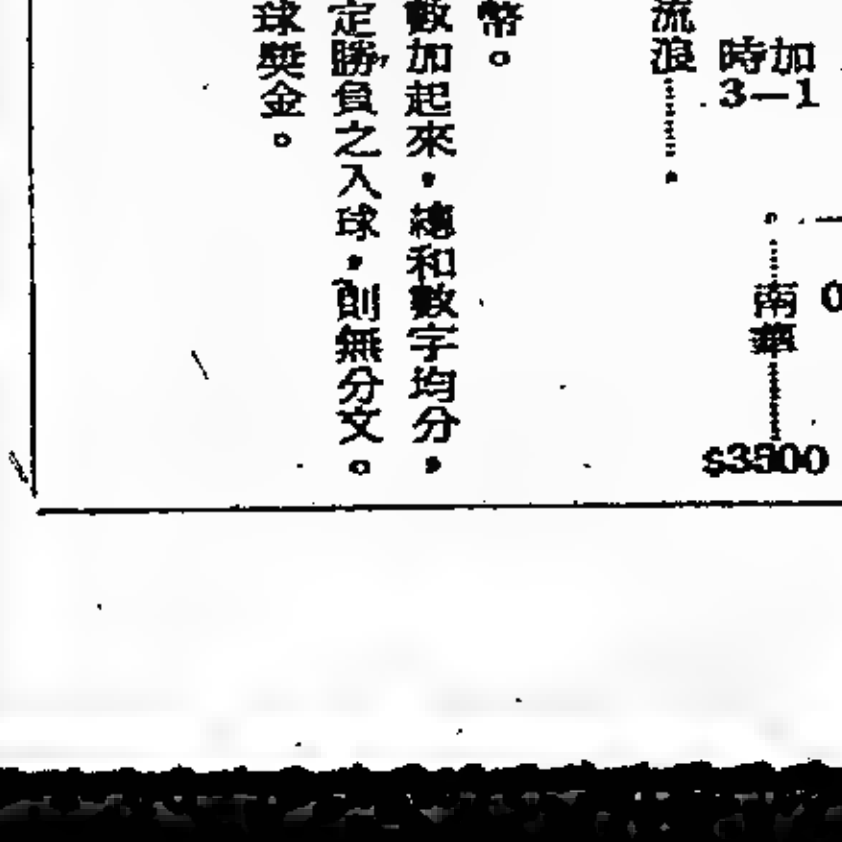 時加
3—1
0
南華
$3500
流浪
幣。
數加起來，總和數字均分，
定勝負之入球，則無分文。
球獎金。